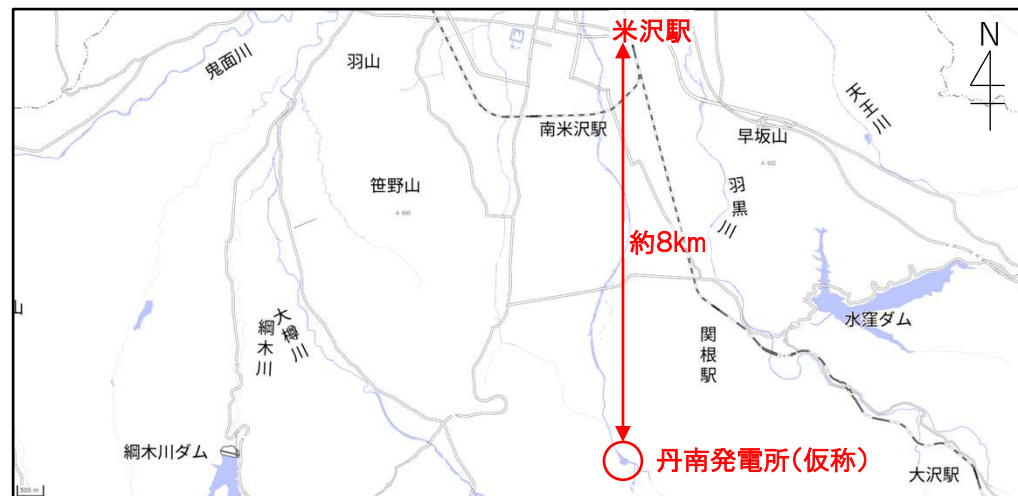 米沢駅
N
鬼面川
羽山
天王川
南米沢駅
早坂山
笹野山
羽黒川
約8km
大樽川
綱木川
水窪ダム
関根駅
綱木川ダム
丹南発電所(仮称)
大沢駅
500 m